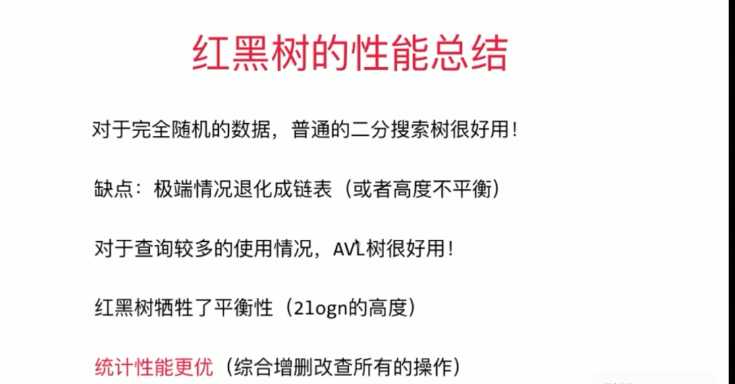 红黑树的性能总结
对于完全随机的数据，普通的二分搜索树很好用！
缺点：极端情况退化成链表（或者高度不平衡）
对于查询较多的使用情况，AVL树很好用！
红黑树牺牲了平衡性（2logn的高度）
统计性能更优（综合增删改查所有的操作）